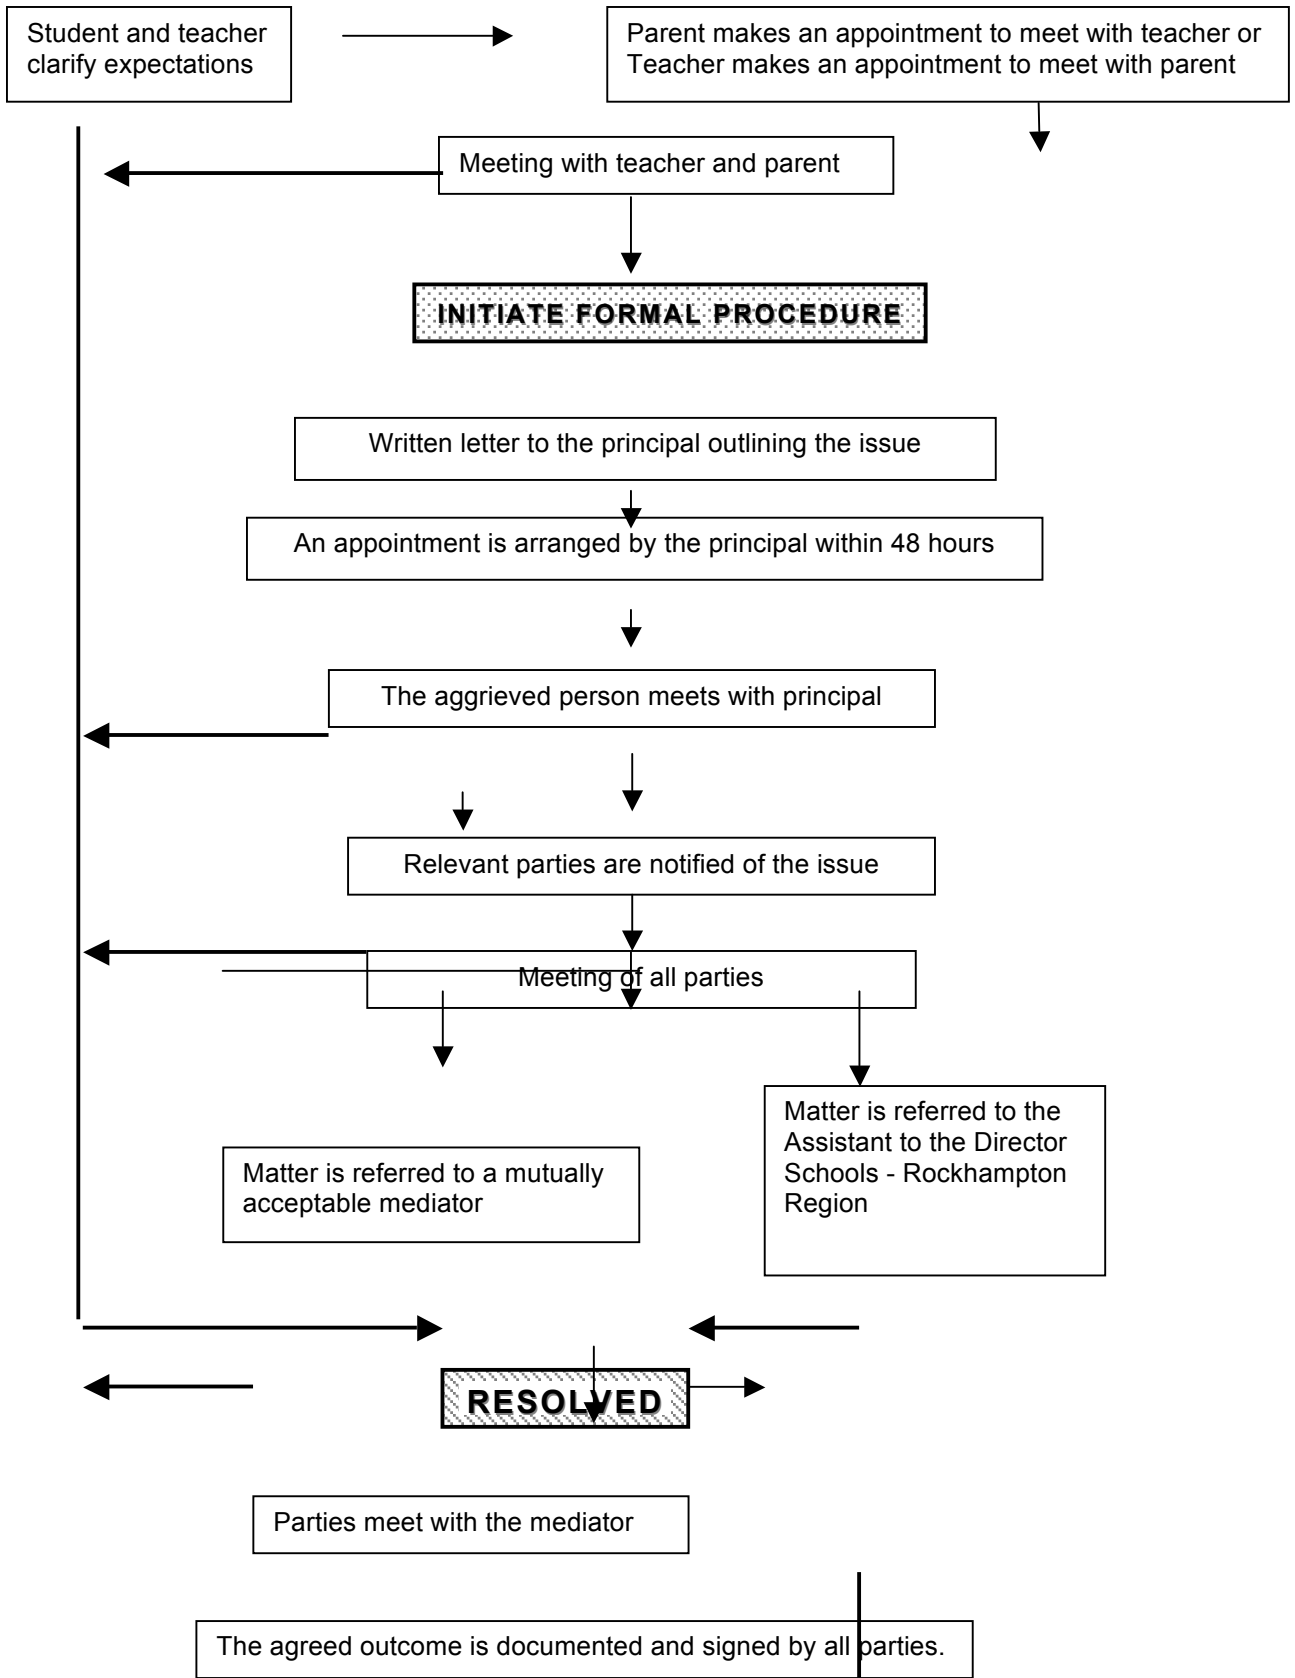 Student and teacher
clarify expectations
Parent makes an appointment to meet with teacher or
Teacher makes an appointment to meet with parent
Meeting with teacher and parent
INITIATE FORMAL PROCEDURE
Written letter to the principal outlining the issue
An appointment is arranged by the principal within 48 hours
The aggrieved person meets with principal
Relevant parties are notified of the issue
Meeting of all parties
Matter is referred to a mutually
acceptable mediator
Matter is referred to the
Assistant to the Director
Schools - Rockhampton
Region
RESOLVED
Parties meet with the mediator
The agreed outcome is documented and signed by all parties.